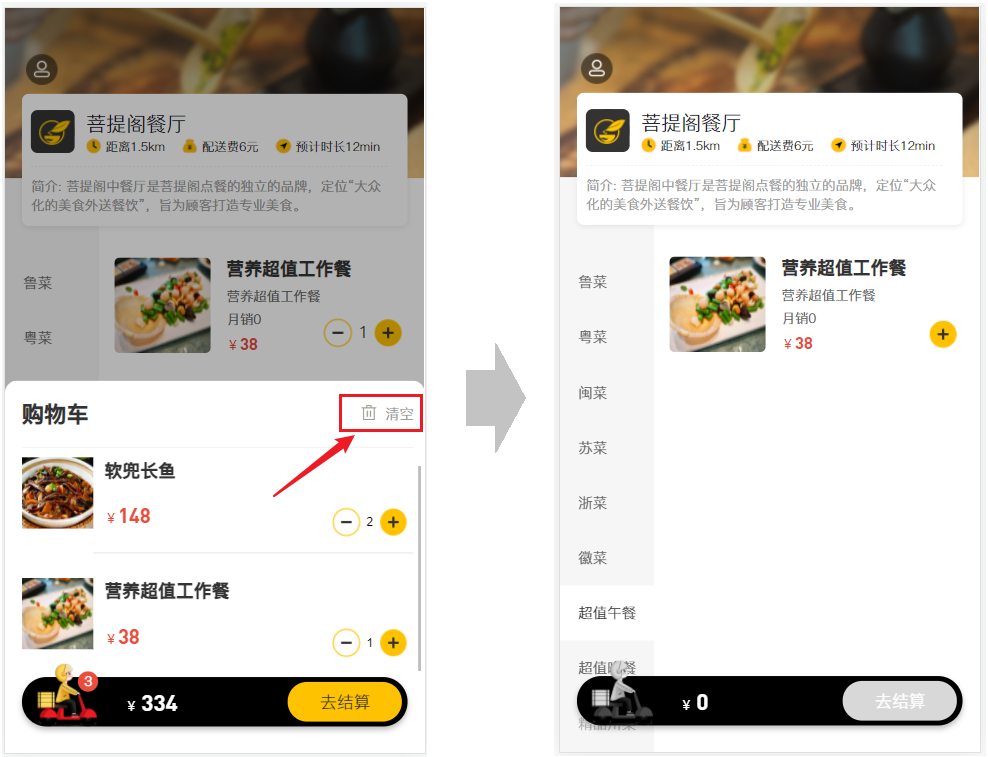 菩提阁餐厅
距离1.5km 配送费6元 预计时长12min
简介: 菩提阁中餐厅是菩提阁点餐的独立的品牌，定位“大众
化的美食外送餐饮”，旨为顾客打造专业美食。
鲁菜
粤菜
营养超值工作餐
营养超值工作餐
月销0
¥ 38
1
购物车
清空
软兜长鱼
¥ 148
2
营养超值工作餐
¥ 38
1
3
¥ 334
去结算
菩提阁餐厅
距离1.5km 配送费6元 预计时长12min
简介: 菩提阁中餐厅是菩提阁点餐的独立的品牌，定位“大众
化的美食外送餐饮”，旨为顾客打造专业美食。
鲁菜
粤菜
闽菜
苏菜
浙菜
徽菜
超值午餐
营养超值工作餐
营养超值工作餐
月销0
¥ 38
¥ 0
去结算